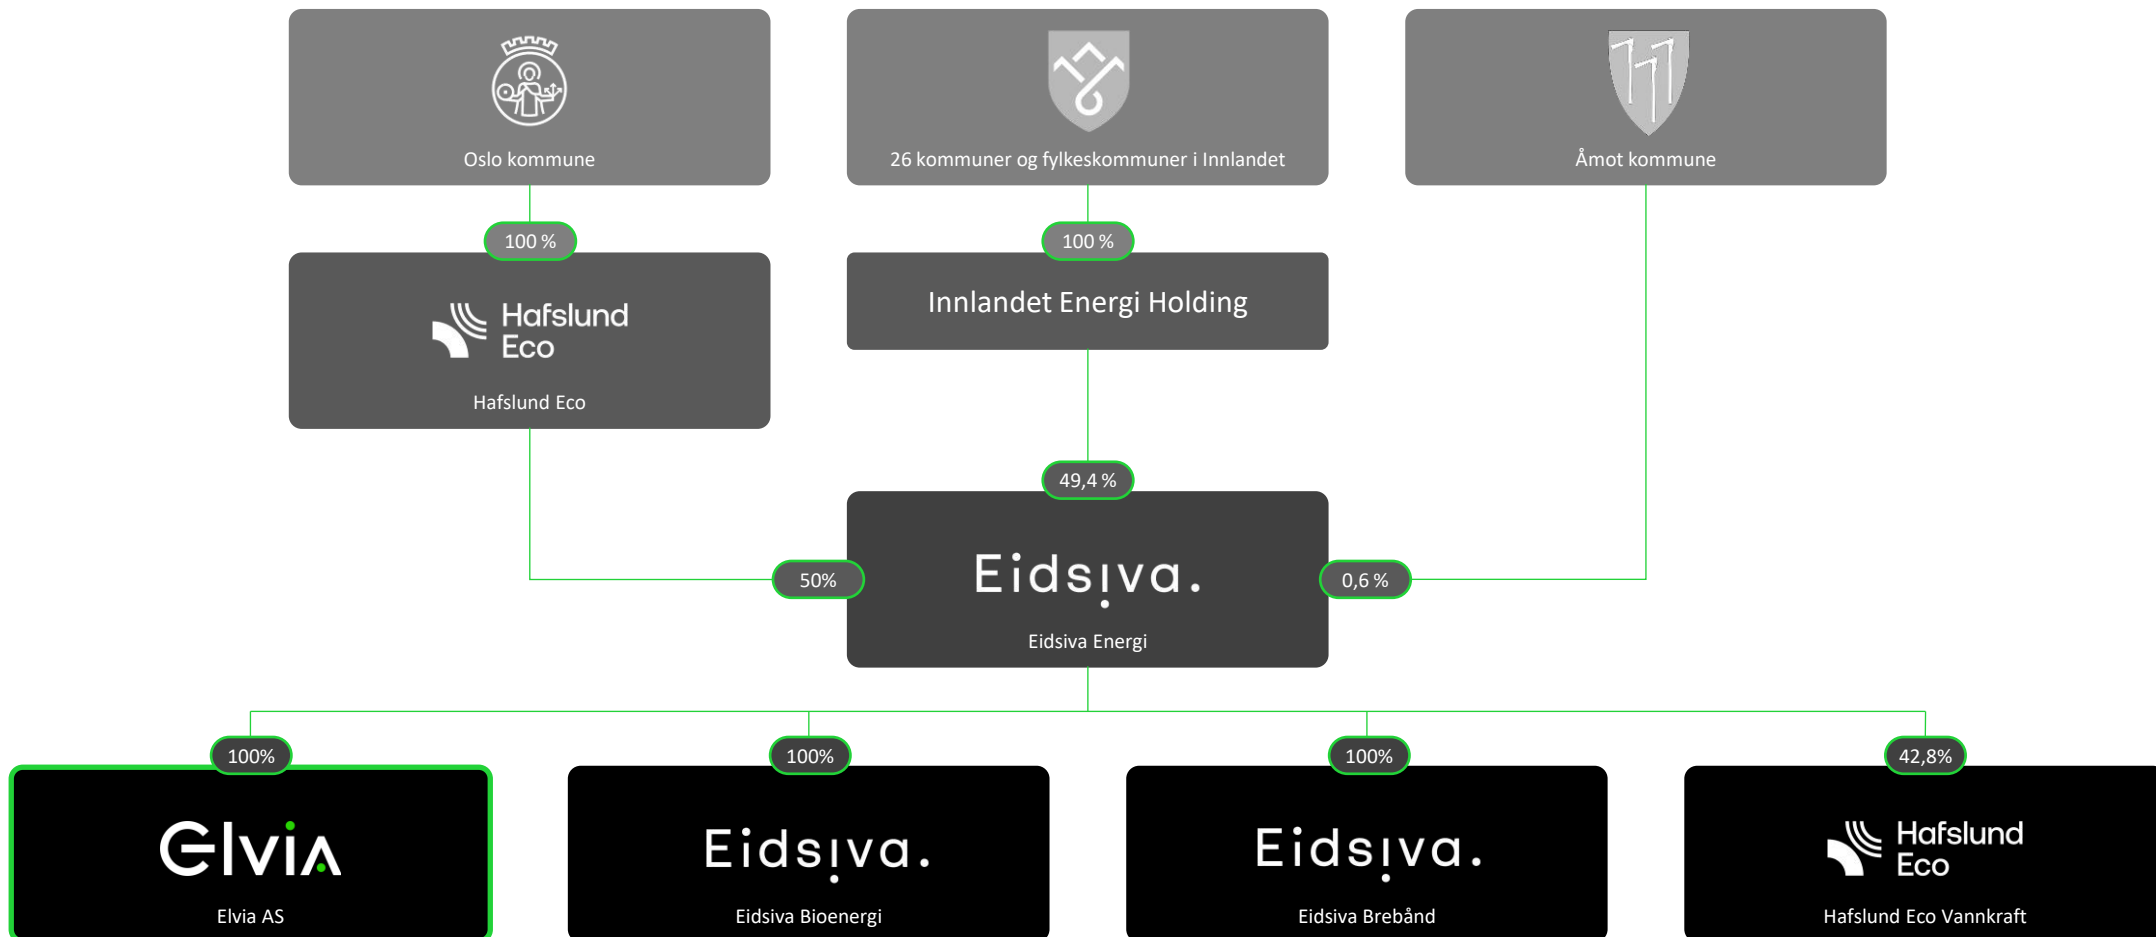 Oslo kommune
26 kommuner og fylkeskommuner i Innlandet
Åmot kommune
100 %
100 %
Hafslund
Eco
Hafslund Eco
Innlandet Energi Holding
49,4 %
50%
Eidsiva.
Eidsiva Energi
0,6 %
100%
100%
100%
42,8%
Elvia
Elvia AS
Eidsiva.
Eidsiva Bioenergi
Eidsiva.
Eidsiva Brebånd
Hafslund
Eco
Hafslund Eco Vannkraft